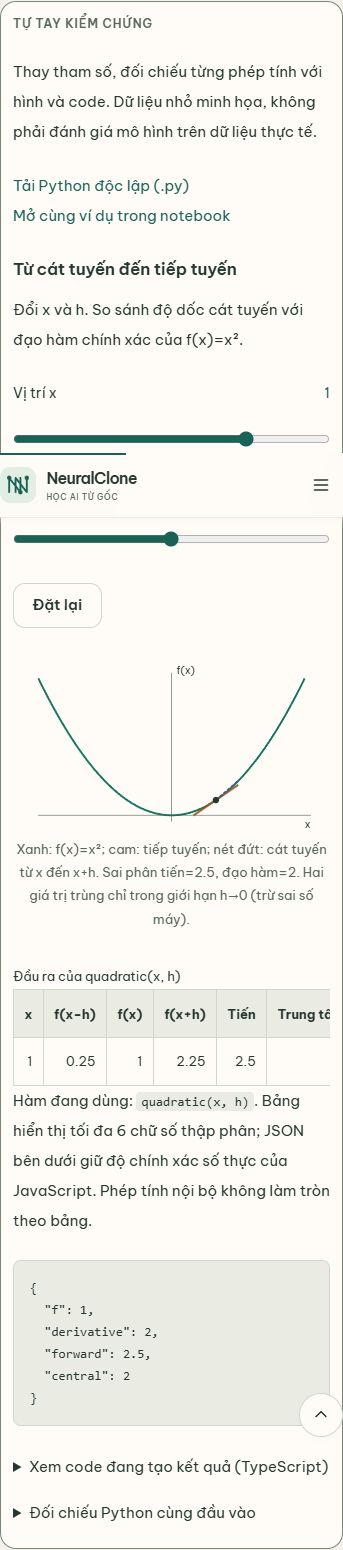 TỰ TAY KIỂM CHỨNG
Thay tham số, đối chiếu từng phép tính với
hình và code. Dữ liệu nhỏ minh họa, không
phải đánh giá mô hình trên dữ liệu thực tế.
Tải Python độc lập (.py)
Mở cùng ví dụ trong notebook
Từ cát tuyến đến tiếp tuyến
Đổi x và h. So sánh độ dốc cát tuyến với
đạo hàm chính xác của f(x)=x².
Vị trí x 1
NeuralClone
HỌC AI TỪ GỐC
Đặt lại
f(x)
x
Xanh: f(x)=x²; cam: tiếp tuyến; nét đứt: cát tuyến
từ x đến x+h. Sai phân tiến=2.5, đạo hàm=2. Hai
giá trị trùng chỉ trong giới hạn h→0 (trừ sai số
máy).
Đầu ra của quadratic(x, h)
x f(x−h) f(x) f(x+h) Tiến Trung tâ
1 0.25 1 2.25 2.5
Hàm đang dùng: quadratic(x, h). Bảng
hiển thị tối đa 6 chữ số thập phân; JSON
bên dưới giữ độ chính xác số thực của
JavaScript. Phép tính nội bộ không làm tròn
theo bảng.
{
"f": 1,
"derivative": 2,
"forward": 2.5,
"central": 2
}
Xem code đang tạo kết quả (TypeScript)
Đối chiếu Python cùng đầu vào